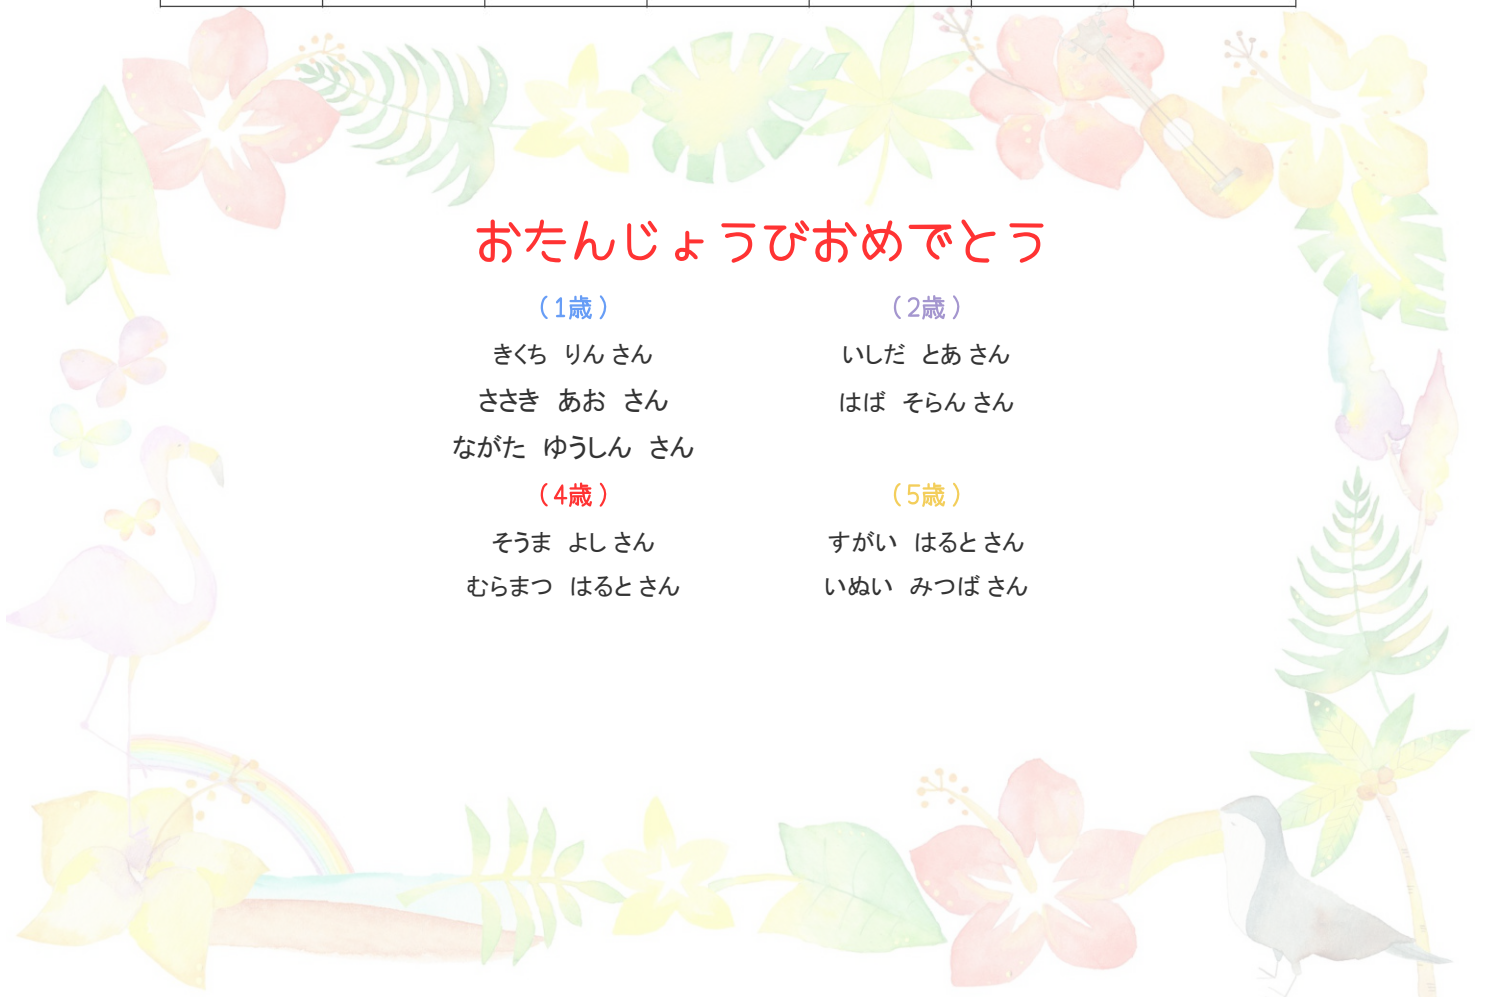 おたんじょうびおめでとう
（1歳）
きくち りん さん
ささき あお さん
ながた ゆうしん さん
（2歳）
いしだ とあ さん
はば そらん さん
（4歳）
そうま よし さん
むらまつ はると さん
（5歳）
すがい はると さん
いぬい みつば さん